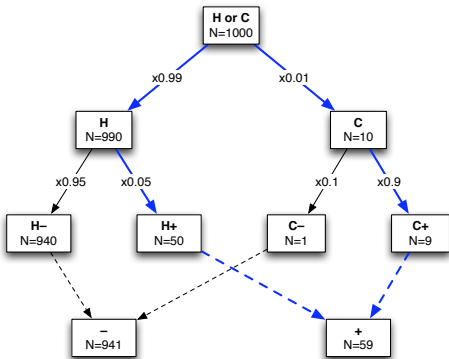 H or C
N=1000
x0.99
x0.01
H
N=990
C
N=10
x0.95
x0.05
x0.1
x0.9
H−
N=940
H+
N=50
C−
N=1
C+
N=9
−
N=941
+
N=59